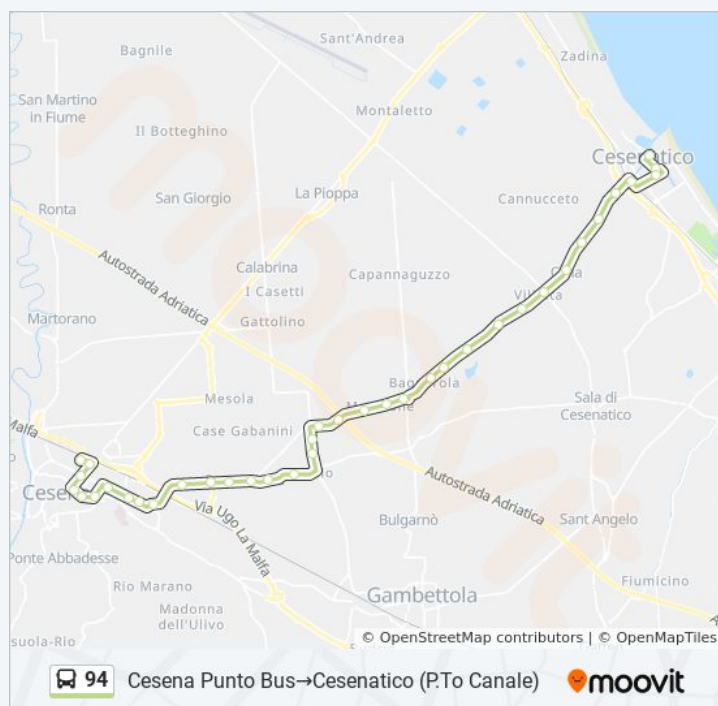 Bagnile
Sant'Andrea
Zadina
San Martino
in Fiume
Montaletto
Il Botteghino
Cesenatico
San Giorgio
La Pioppa
Cannucceto
Ronta
Autostrada Adriatica
Calabrina
Capannaguzzo
I Casetti
Gattolino
Martorano
Mesola
Sala di
Cesenatico
Case Gabanini
Malfa
Autostrada Adriatica
Via Ugo La Malfa
Bulgarnò
Sant Angelo
Ponte Abbadesse
Rio Marano
Gambettola
Fiumicino
Madonna
dell'Ulivo
suola-Rio
© OpenStreetMap contributors | © OpenMapTiles
94 Cesena Punto Bus→Cesenatico (P.To Canale) moovit
moovit